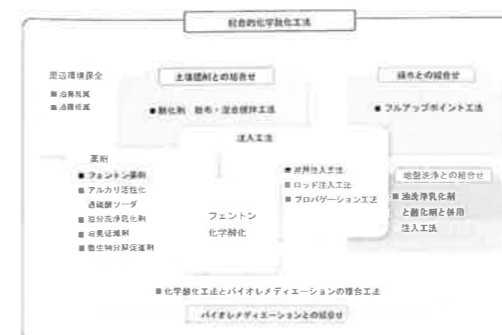 総合的化学酸化工法
周辺環境保全
油臭低減
油膜低減
土壌掘削との組合せ
酸化剤 散布・混合撹拌工法
揚水との組合せ
フルアップポイント工法
注入工法
薬剤
フェントン薬剤
アルカリ活性化
過硫酸ソーダ
油分洗浄乳化剤
臭気低減剤
微生物分解促進剤
フェントン
化学酸化
井戸注入工法
ロッド注入工法
プロパゲーション工法
地盤洗浄との組合せ
油洗浄乳化剤
と酸化剤と併用
注入工法
化学酸化工法とバイオレメディエーションの複合工法
バイオレメディエーションとの組合せ